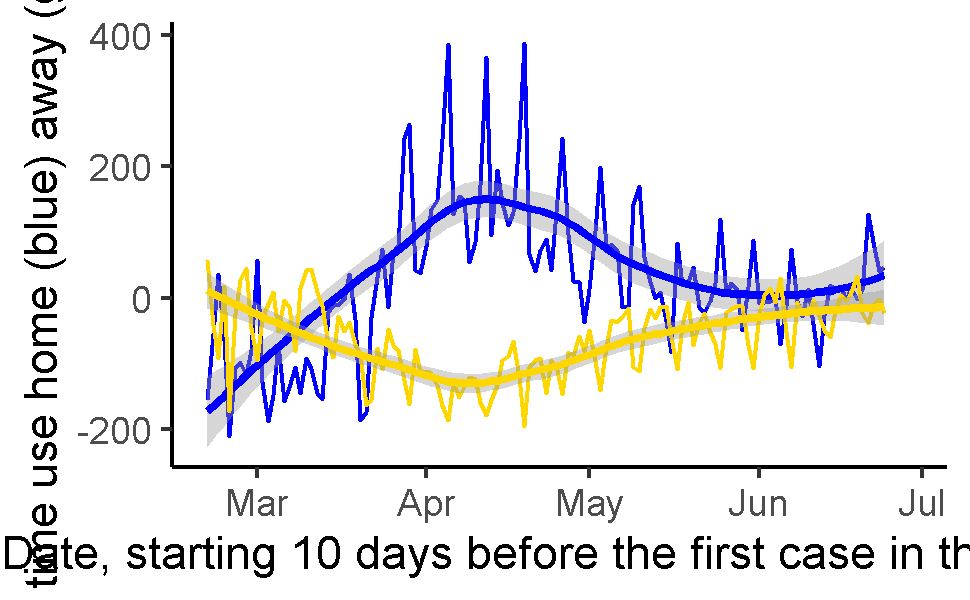 time use home (blue) away (
400
200
0
-200
Mar Apr May Jun Jul
Date, starting 10 days before the first case in th